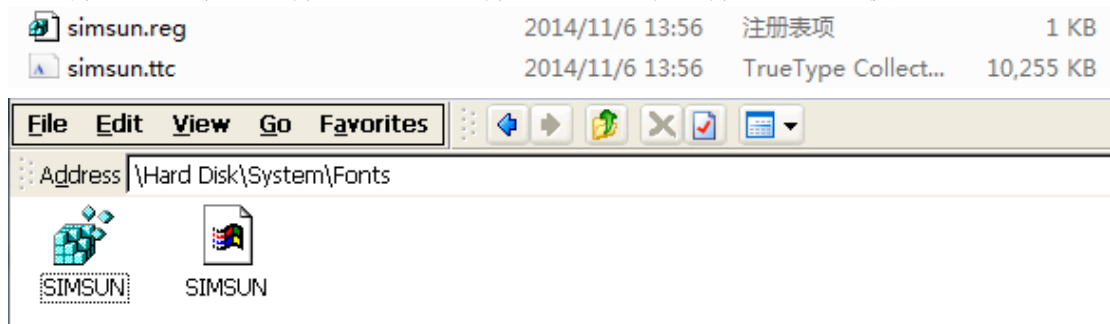 simsun.reg 2014/11/6 13:56 注册表项 1 KB
simsun.ttc 2014/11/6 13:56 TrueType Collect... 10,255 KB
File Edit View Go Favorites
Address \Hard Disk\System\Fonts
SIMSUN SIMSUN